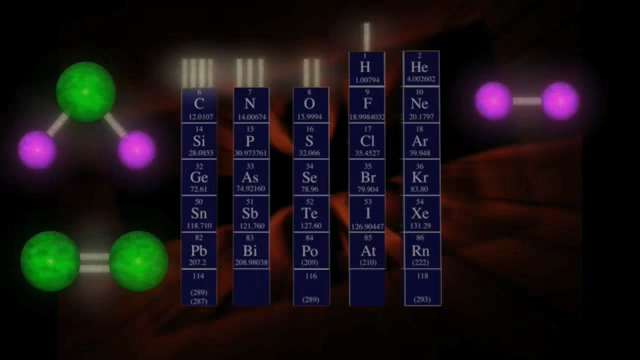 1 2
H He
1.00794 4.002602
6 7 8 9 10
C N O F Ne
12.0107 14.00674 15.9994 18.9984032 20.1797
14 15 16 17 18
Si P S Cl Ar
28.0855 30.973761 32.066 35.4527 39.948
32 33 34 35 36
Ge As Se Br Kr
72.61 74.92160 78.96 79.904 83.80
50 51 52 53 54
Sn Sb Te I Xe
118.710 121.760 127.60 126.90447 131.29
82 83 84 85 86
Pb Bi Po At Rn
207.2 208.98038 (209) (210) (222)
114 116 118
(289) (289) (293)
(287)